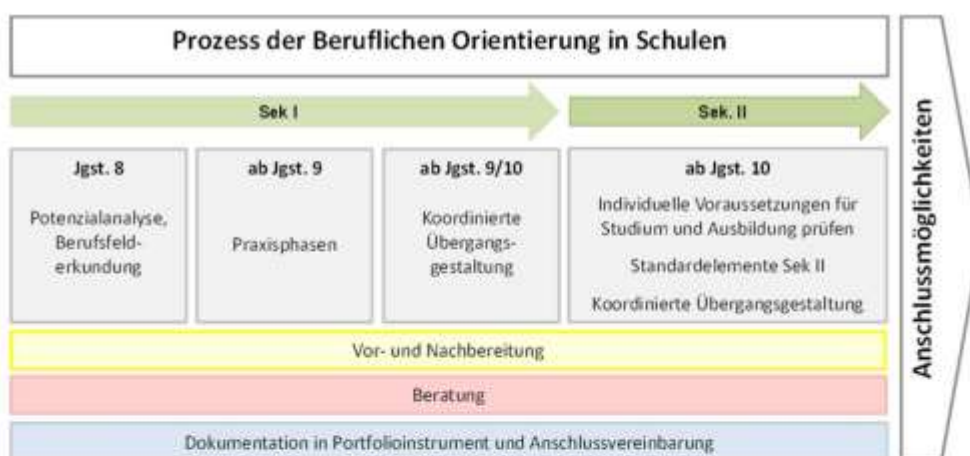 Prozess der Beruflichen Orientierung in Schulen
Sek I
Sek. II
Jgst. 8
Potenzialanalyse,
Berufsfeld-
erkundung
ab Jgst. 9
Praxisphasen
ab Jgst. 9/10
Koordinierte
Übergangs-
gestaltung
ab Jgst. 10
Individuelle Voraussetzungen für
Studium und Ausbildung prüfen
Standardelemente Sek II
Koordinierte Übergangsgestaltung
Vor- und Nachbereitung
Beratung
Dokumentation in Portfolioinstrument und Anschlussvereinbarung
Anschlussmöglichkeiten